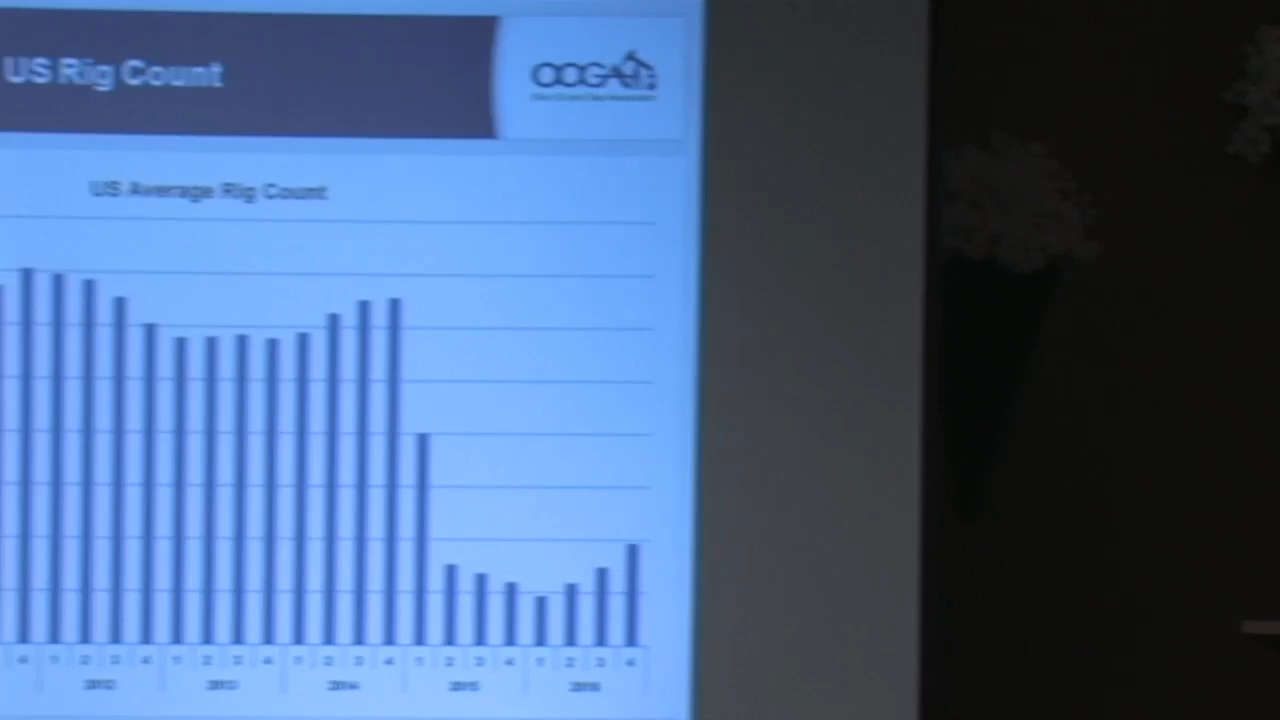 US Rig Count
OOGA
US Average Rig Count
4 1 2 3 4 1 2 3 4 1 2 3 4 1 2 3 4 1 2 3 4
2012 2013 2014 2015 2016